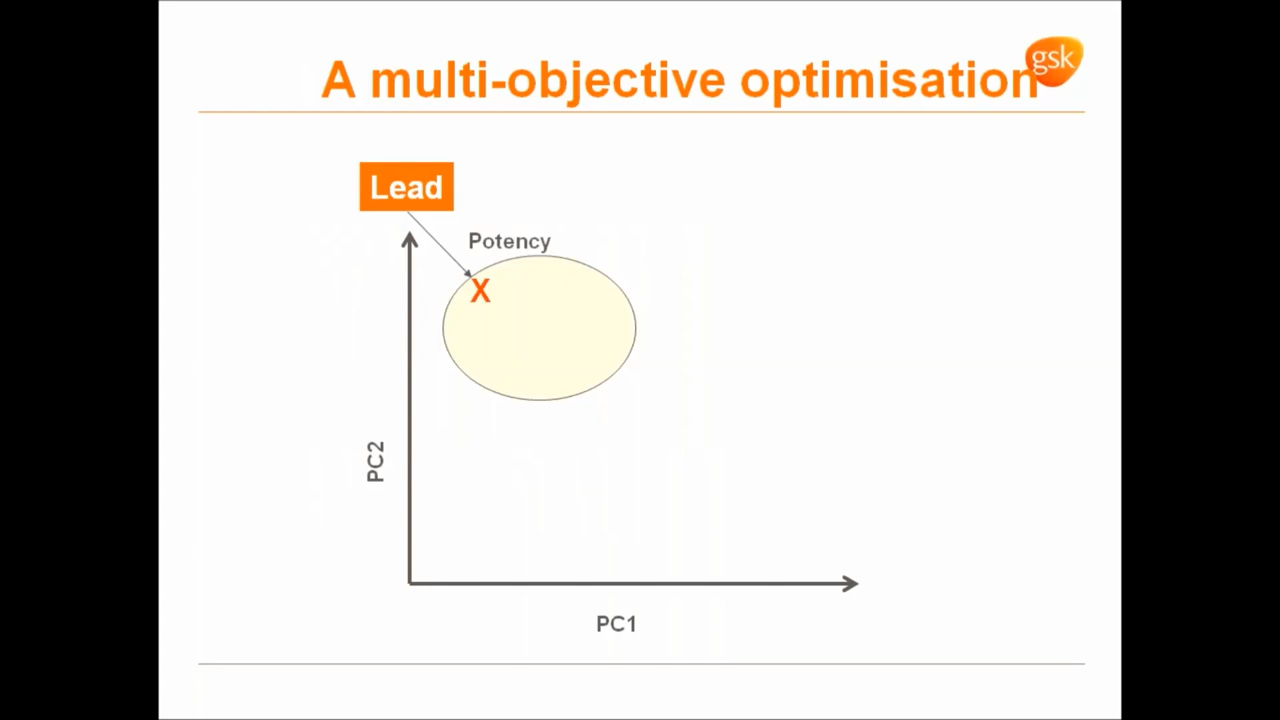 A multi-objective optimisation
gsk
Lead
Potency
X
PC2
PC1